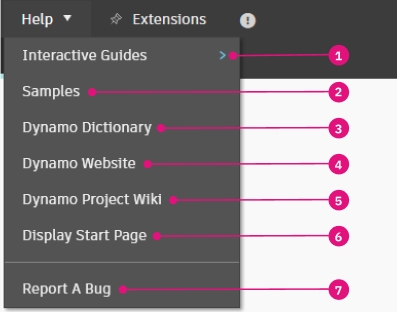 Help Extensions !
Interactive Guides > 1
Samples 2
Dynamo Dictionary 3
Dynamo Website 4
Dynamo Project Wiki 5
Display Start Page 6
Report A Bug 7